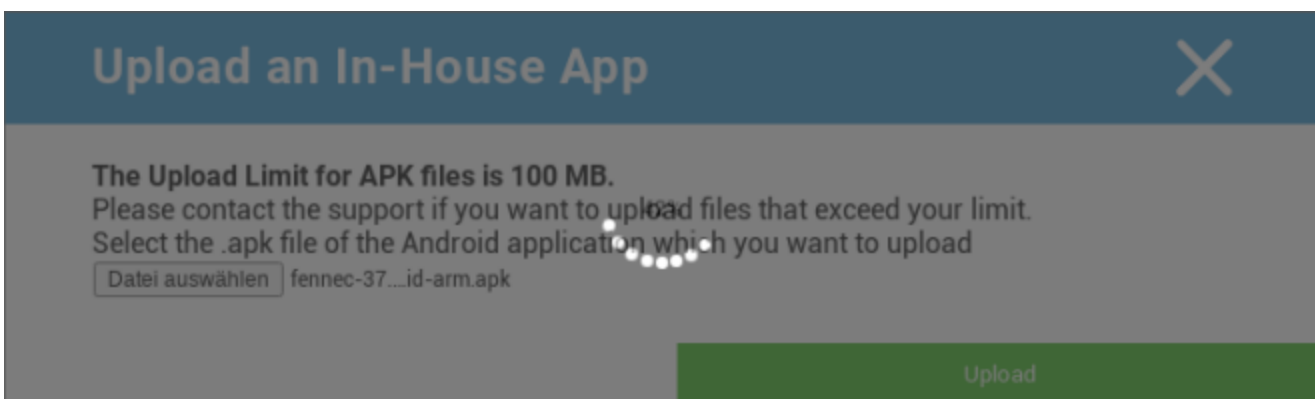 Upload an In-House App
The Upload Limit for APK files is 100 MB.
Please contact the support if you want to upload files that exceed your limit.
Select the .apk file of the Android application which you want to upload
Datei auswählen fennec-37....id-arm.apk
Upload